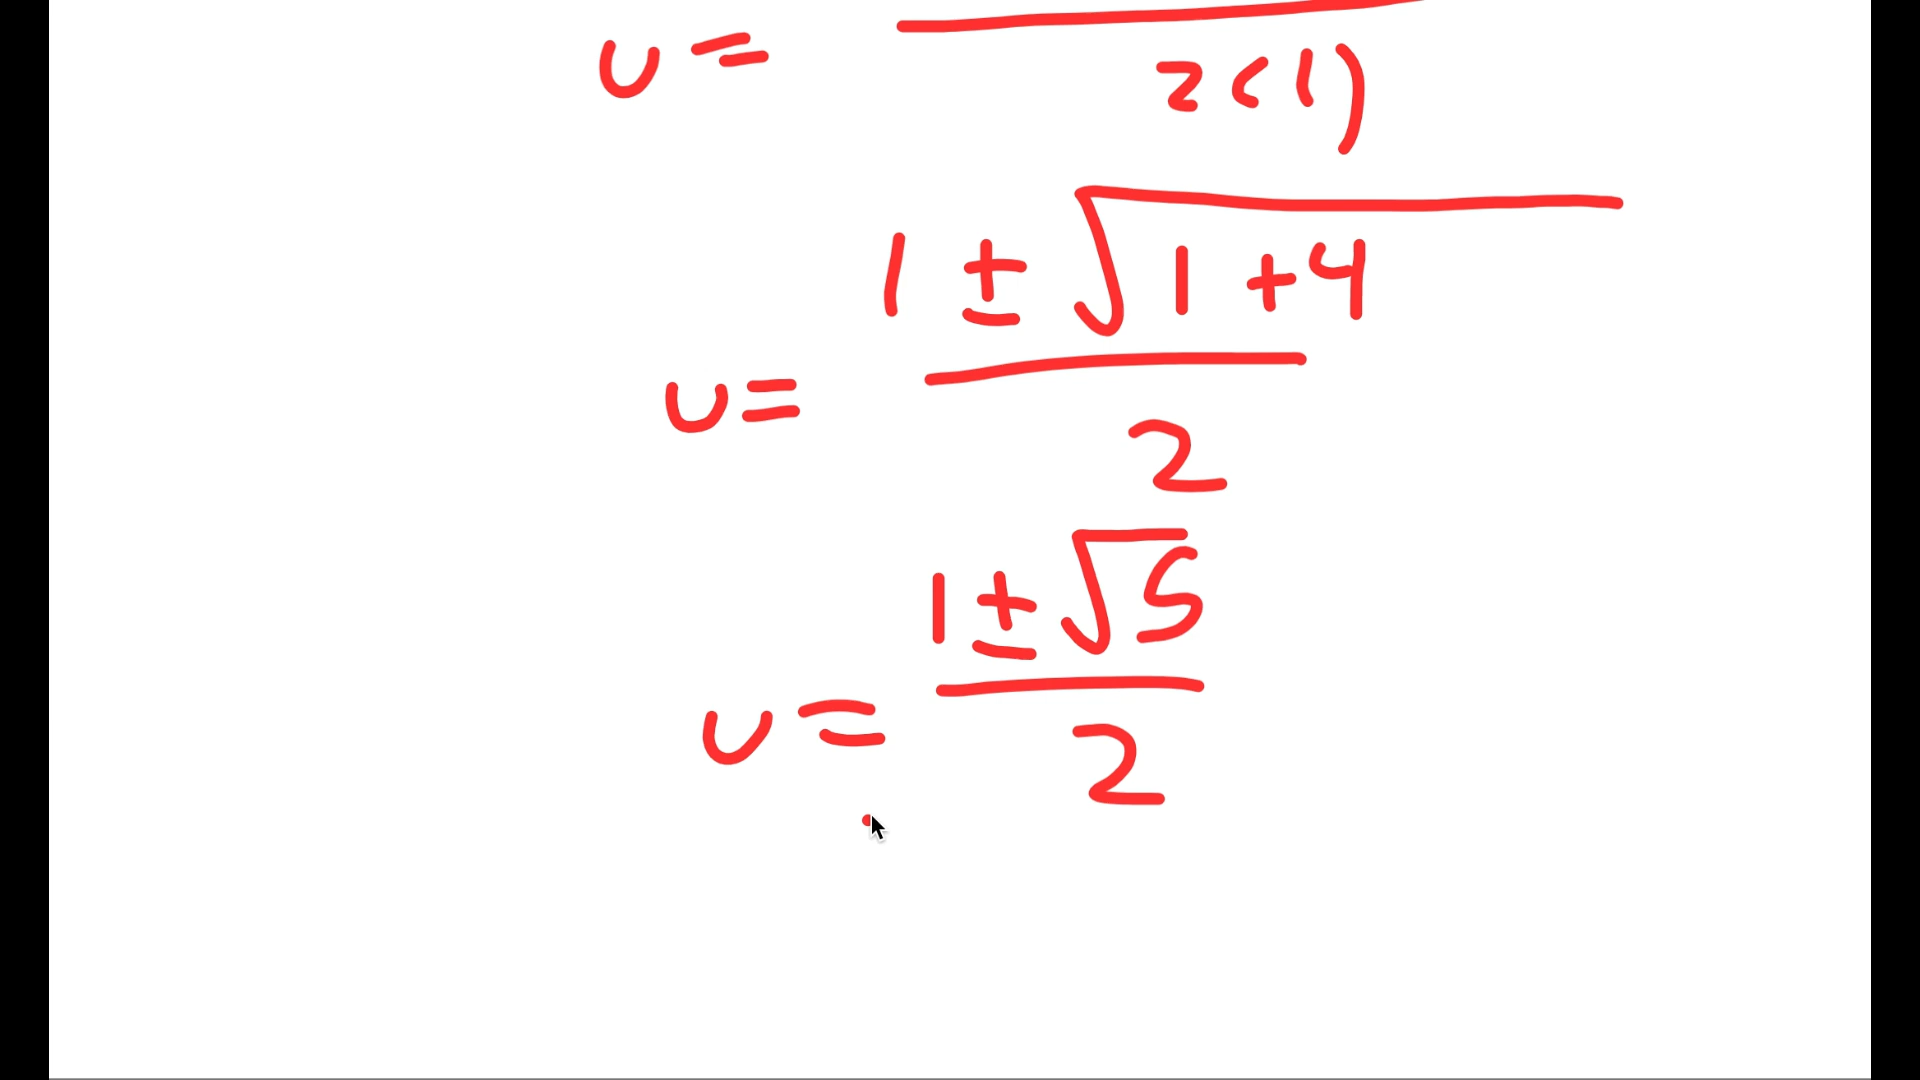 u = 2(1)
u = 1 ± √1 + 4 / 2
u = 1 ± √5 / 2